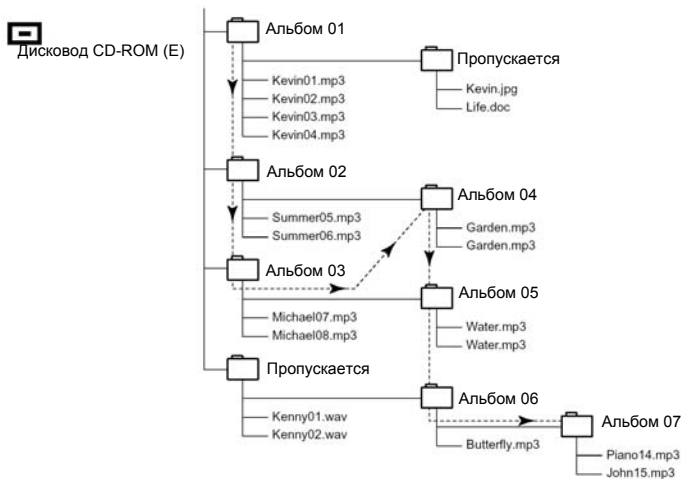 Дисковод CD-ROM (E)
Альбом 01
Kevin01.mp3
Kevin02.mp3
Kevin03.mp3
Kevin04.mp3
Пропускается
Kevin.jpg
Life.doc
Альбом 02
Summer05.mp3
Summer06.mp3
Альбом 04
Garden.mp3
Garden.mp3
Альбом 03
Michael07.mp3
Michael08.mp3
Альбом 05
Water.mp3
Water.mp3
Пропускается
Kenny01.wav
Kenny02.wav
Альбом 06
Butterfly.mp3
Альбом 07
Piano14.mp3
John15.mp3